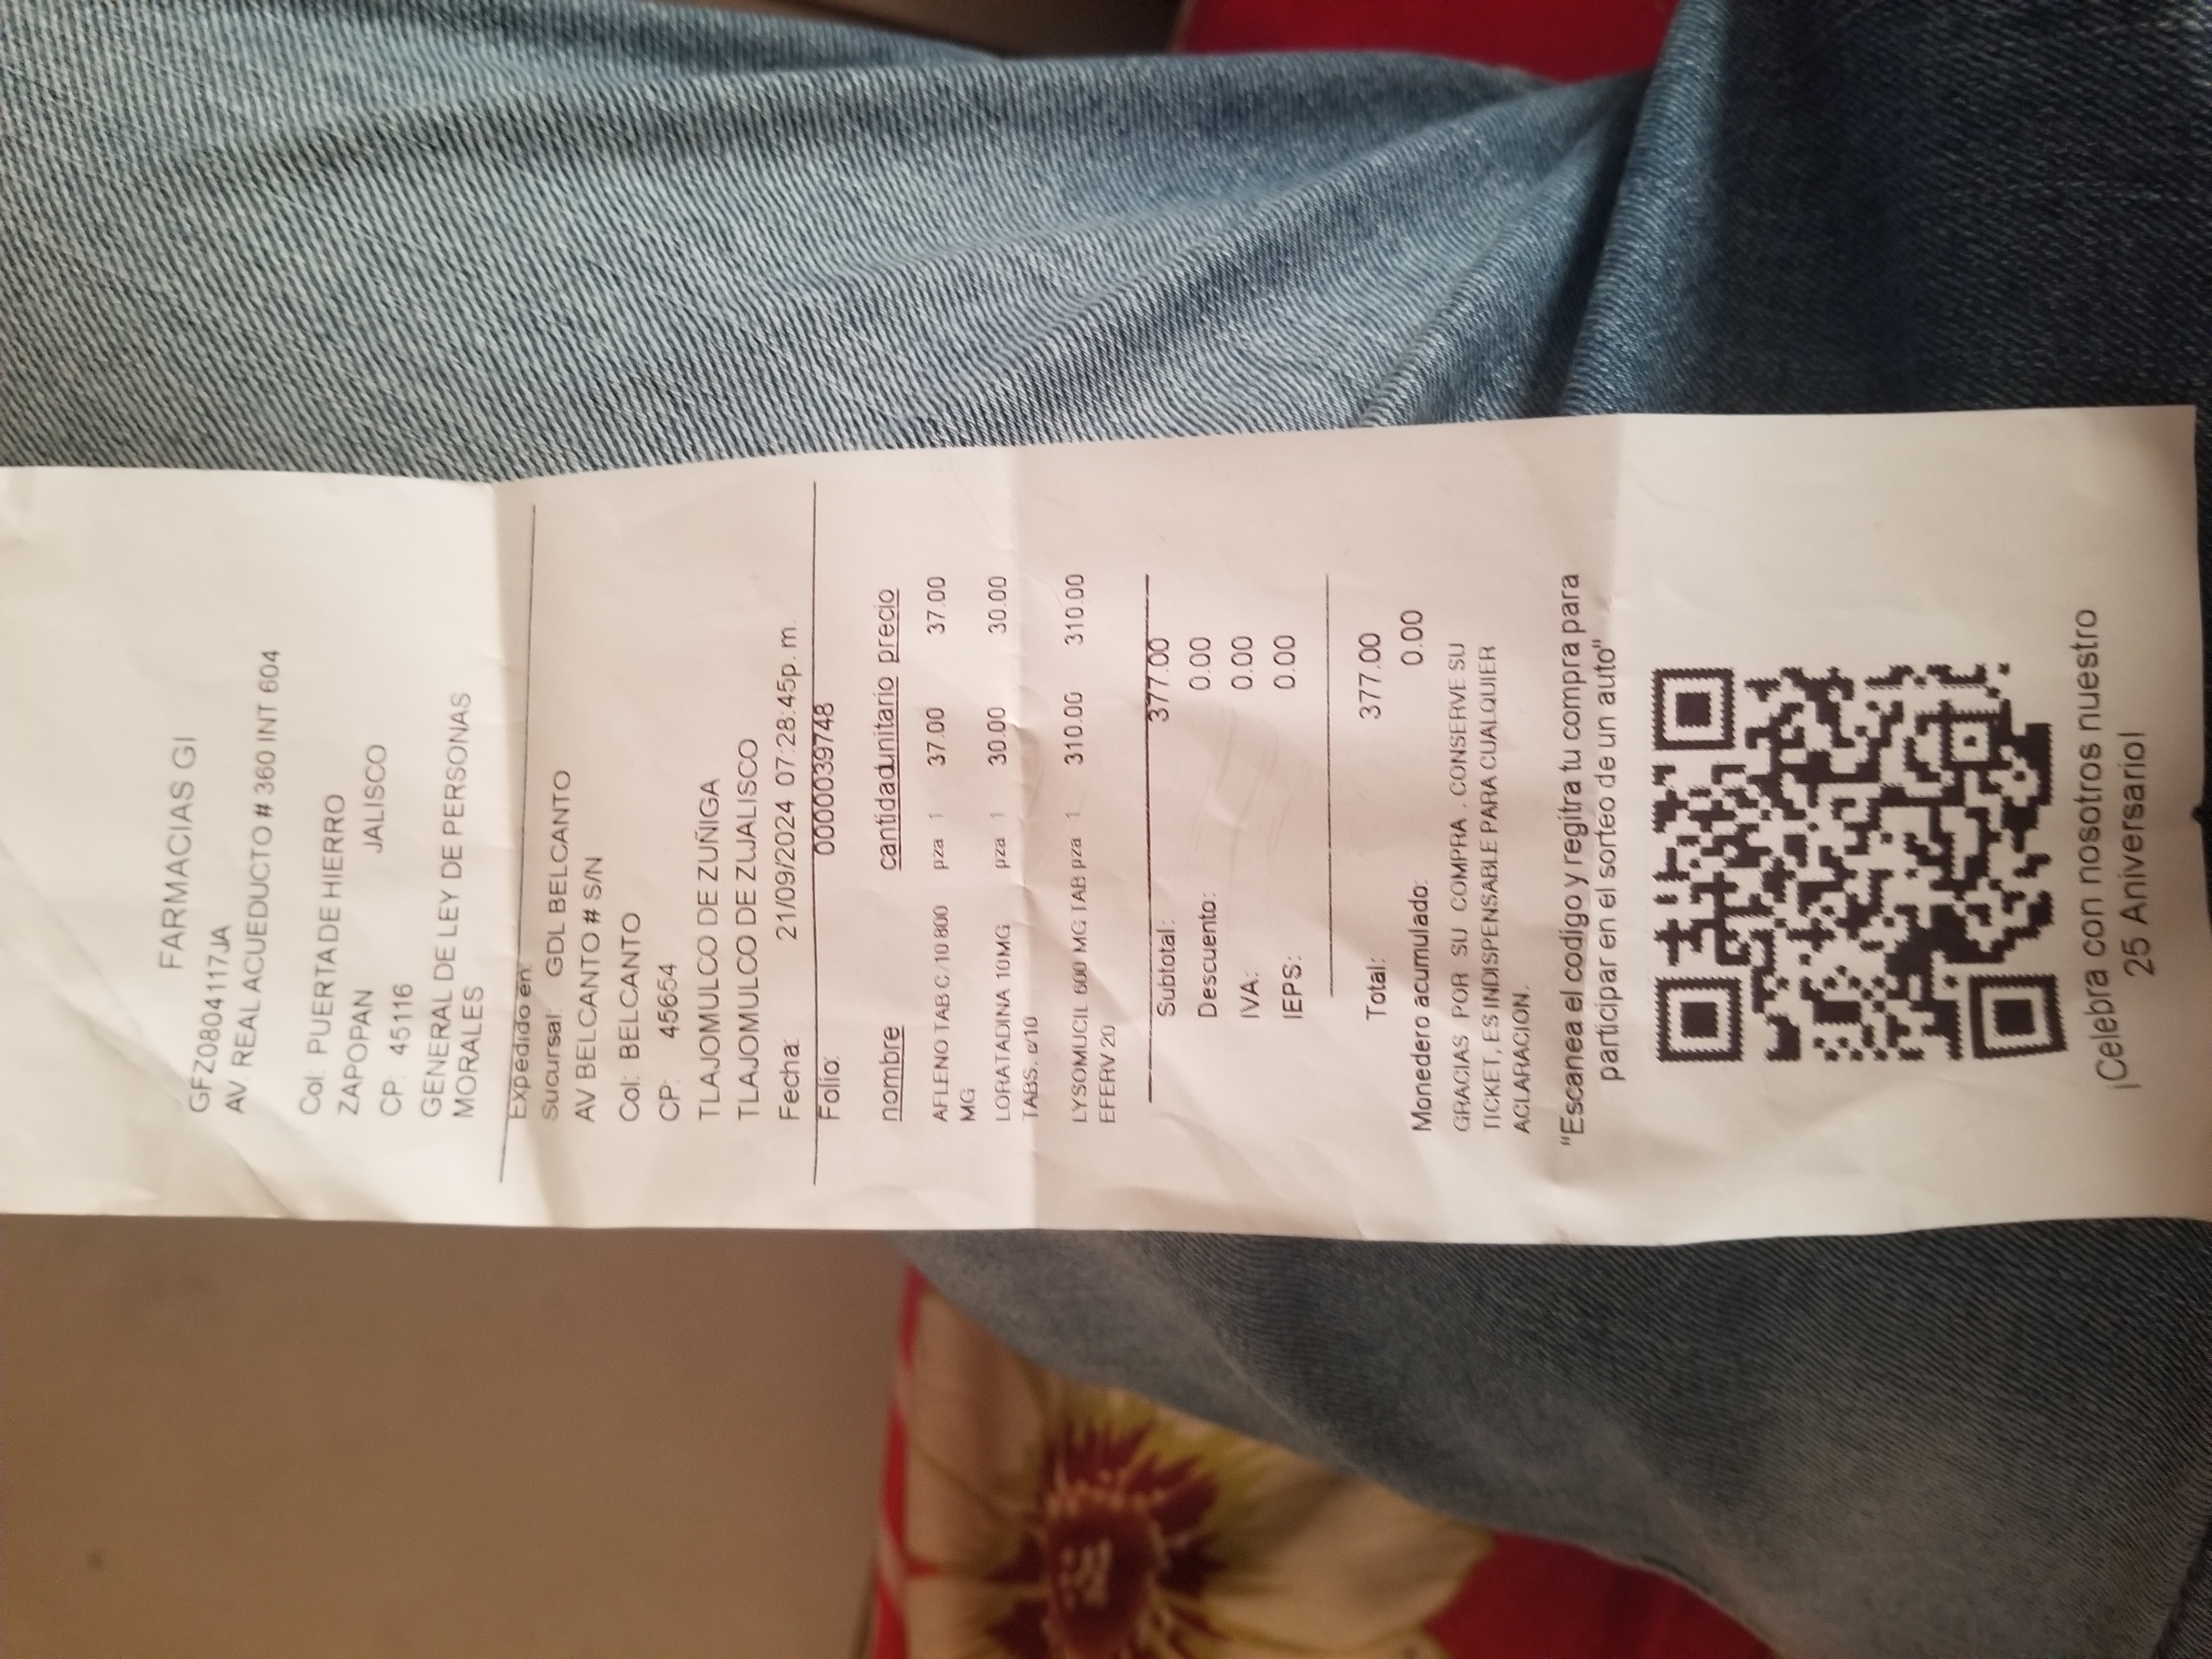 FARMACIAS GI
GFZ0804117JA
AV. REAL ACUEDUCTO # 360 INT 604
Col: PUERTA DE HIERRO
ZAPOPAN JALISCO
CP: 45116
GENERAL DE LEY DE PERSONAS
MORALES
Expedido en:
Sucursal: GDL BELCANTO
AV BELCANTO # S/N
Col: BELCANTO
CP: 45654
TLAJOMULCO DE ZUÑIGA
TLAJOMULCO DE ZUJALISCO
Fecha: 21/09/2024 07:28:45p. m.
Folio: 0000039748
nombre cantidadunitario precio
AFLENO TAB C/10 800 pza 1 37.00 37.00
MG
LORATADINA 10MG pza 1 30.00 30.00
TABS. c/10
LYSOMUCIL 600 MG TAB pza 1 310.00 310.00
EFERV 20
Subtotal: 377.00
Descuento: 0.00
IVA: 0.00
IEPS: 0.00
Total: 377.00
Monedero acumulado: 0.00
GRACIAS POR SU COMPRA . CONSERVE SU
TICKET, ES INDISPENSABLE PARA CUALQUIER
ACLARACION.
"Escanea el codigo y regitra tu compra para
participar en el sorteo de un auto"
¡Celebra con nosotros nuestro
25 Aniversario!